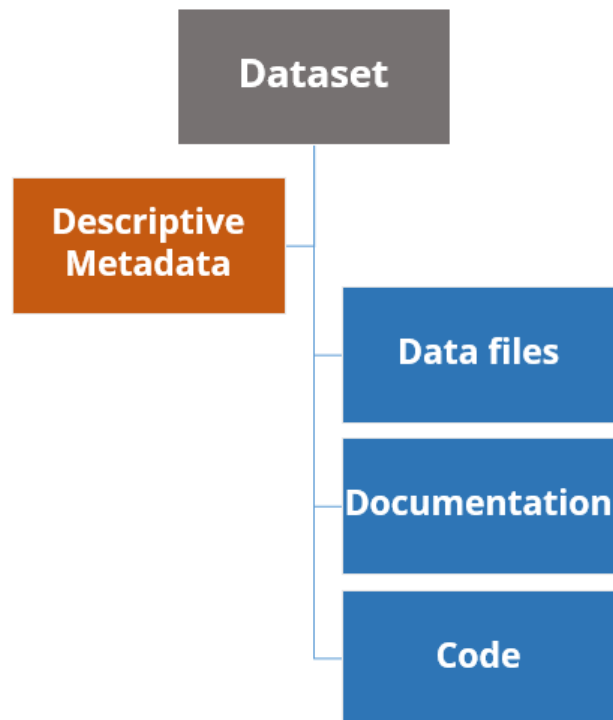 Dataset
Descriptive
Metadata
Data files
Documentation
Code